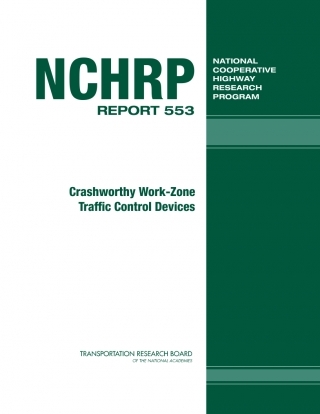 NCHRP
REPORT 553
NATIONAL
COOPERATIVE
HIGHWAY
RESEARCH
PROGRAM
Crashworthy Work-Zone
Traffic Control Devices
TRANSPORTATION RESEARCH BOARD
OF THE NATIONAL ACADEMIES